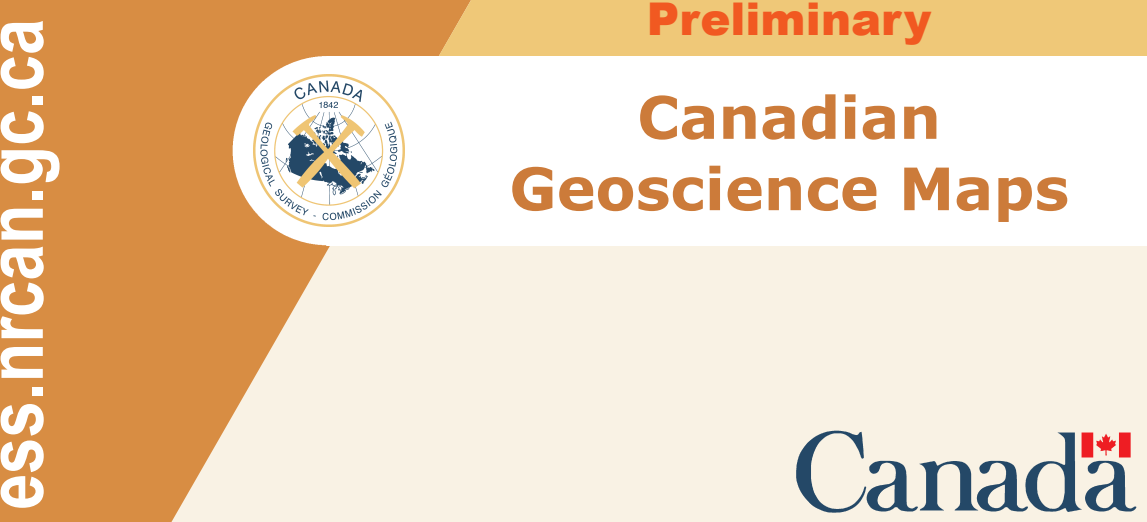 Preliminary
Canadian
Geoscience Maps
CANADA
1842
GEOLOGICAL SURVEY - COMMISSION GÉOLOGIQUE
ess.nrcan.gc.ca
Canada